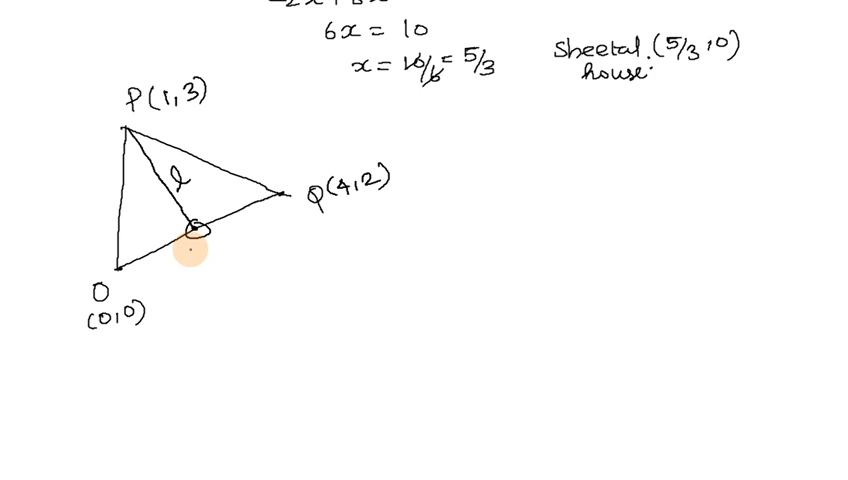 6x = 10
x = 10/6 = 5/3
Sheetal. (5/3, 0)
house:
P(1,3)
l
Q(4,2)
O
(0,0)